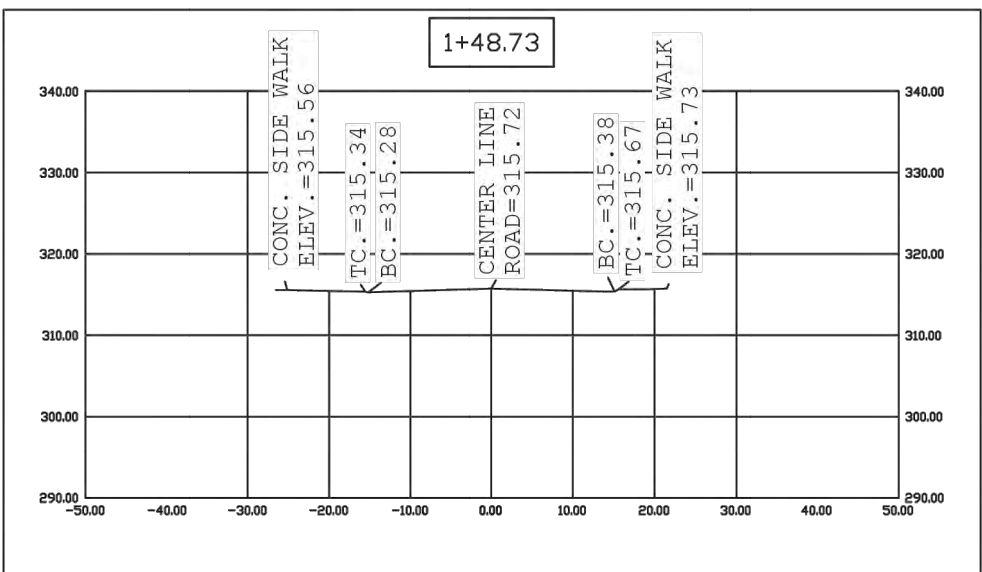 1+48.73
CONC. SIDE WALK
ELEV.=315.56
TC.=315.34
BC.=315.28
CENTER LINE
ROAD=315.72
BC.=315.38
TC.=315.67
CONC. SIDE WALK
ELEV.=315.73
340.00
340.00
330.00
330.00
320.00
320.00
310.00
310.00
300.00
300.00
290.00
290.00
-50.00 -40.00 -30.00 -20.00 -10.00 0.00 10.00 20.00 30.00 40.00 50.00